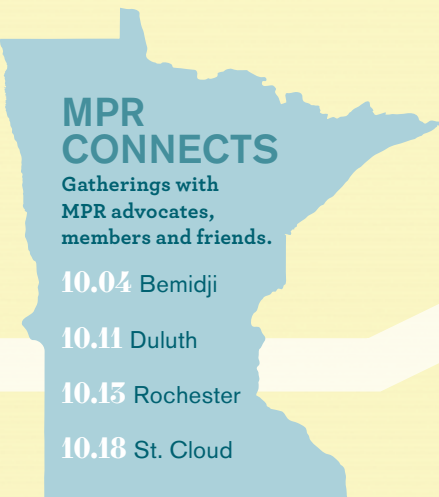 MPR
CONNECTS
Gatherings with
MPR advocates,
members and friends.
10.04 Bemidji
10.11 Duluth
10.13 Rochester
10.18 St. Cloud